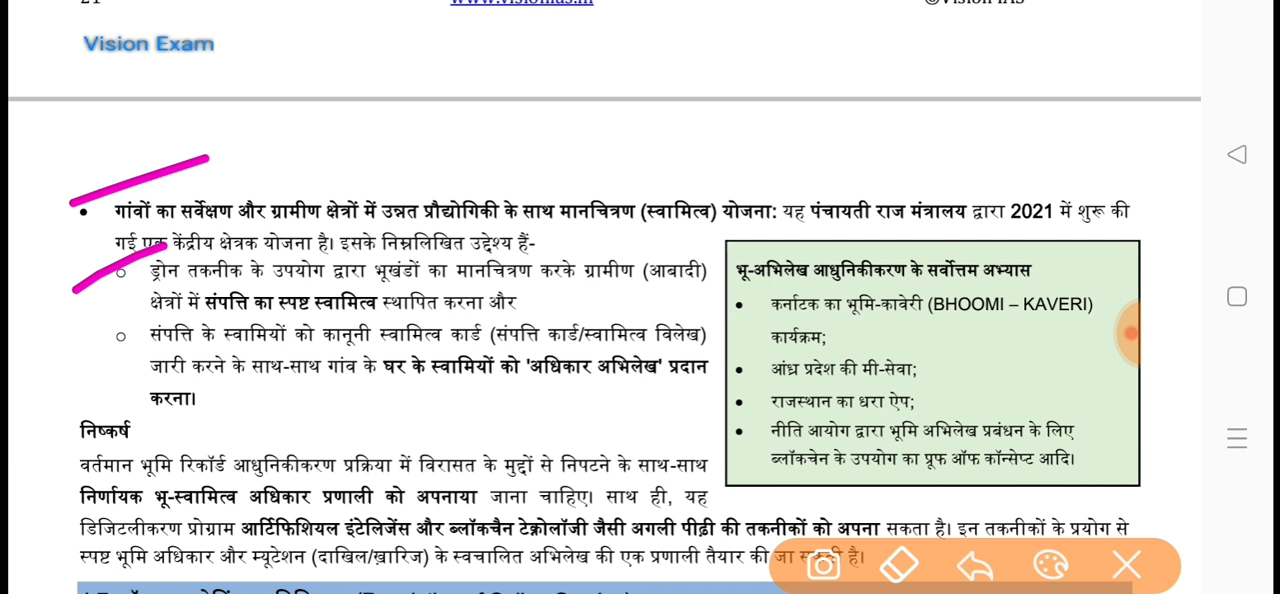 www.visionias.in
©Vision IAS
Vision Exam
• गांवों का सर्वेक्षण और ग्रामीण क्षेत्रों में उन्नत प्रौद्योगिकी के साथ मानचित्रण (स्वामित्व) योजना: यह पंचायती राज मंत्रालय द्वारा 2021 में शुरू की
गई एक केंद्रीय क्षेत्रक योजना है। इसके निम्नलिखित उद्देश्य हैं-
o ड्रोन तकनीक के उपयोग द्वारा भूखंडों का मानचित्रण करके ग्रामीण (आबादी)
क्षेत्रों में संपत्ति का स्पष्ट स्वामित्व स्थापित करना और
o संपत्ति के स्वामियों को कानूनी स्वामित्व कार्ड (संपत्ति कार्ड/स्वामित्व विलेख)
जारी करने के साथ-साथ गांव के घर के स्वामियों को 'अधिकार अभिलेख' प्रदान
करना।
भू-अभिलेख आधुनिकीकरण के सर्वोत्तम अभ्यास
• कर्नाटक का भूमि-कावेरी (BHOOMI – KAVERI)
कार्यक्रम;
• आंध्र प्रदेश की मी-सेवा;
• राजस्थान का धरा ऐप;
• नीति आयोग द्वारा भूमि अभिलेख प्रबंधन के लिए
ब्लॉकचेन के उपयोग का प्रूफ ऑफ कॉन्सेप्ट आदि।
निष्कर्ष
वर्तमान भूमि रिकॉर्ड आधुनिकीकरण प्रक्रिया में विरासत के मुद्दों से निपटने के साथ-साथ
निर्णायक भू-स्वामित्व अधिकार प्रणाली को अपनाया जाना चाहिए। साथ ही, यह
डिजिटलीकरण प्रोग्राम आर्टिफिशियल इंटेलिजेंस और ब्लॉकचैन टेक्नोलॉजी जैसी अगली पीढ़ी की तकनीकों को अपना सकता है। इन तकनीकों के प्रयोग से
स्पष्ट भूमि अधिकार और म्यूटेशन (दाखिल/ख़ारिज) के स्वचालित अभिलेख की एक प्रणाली तैयार की जा सकती है।